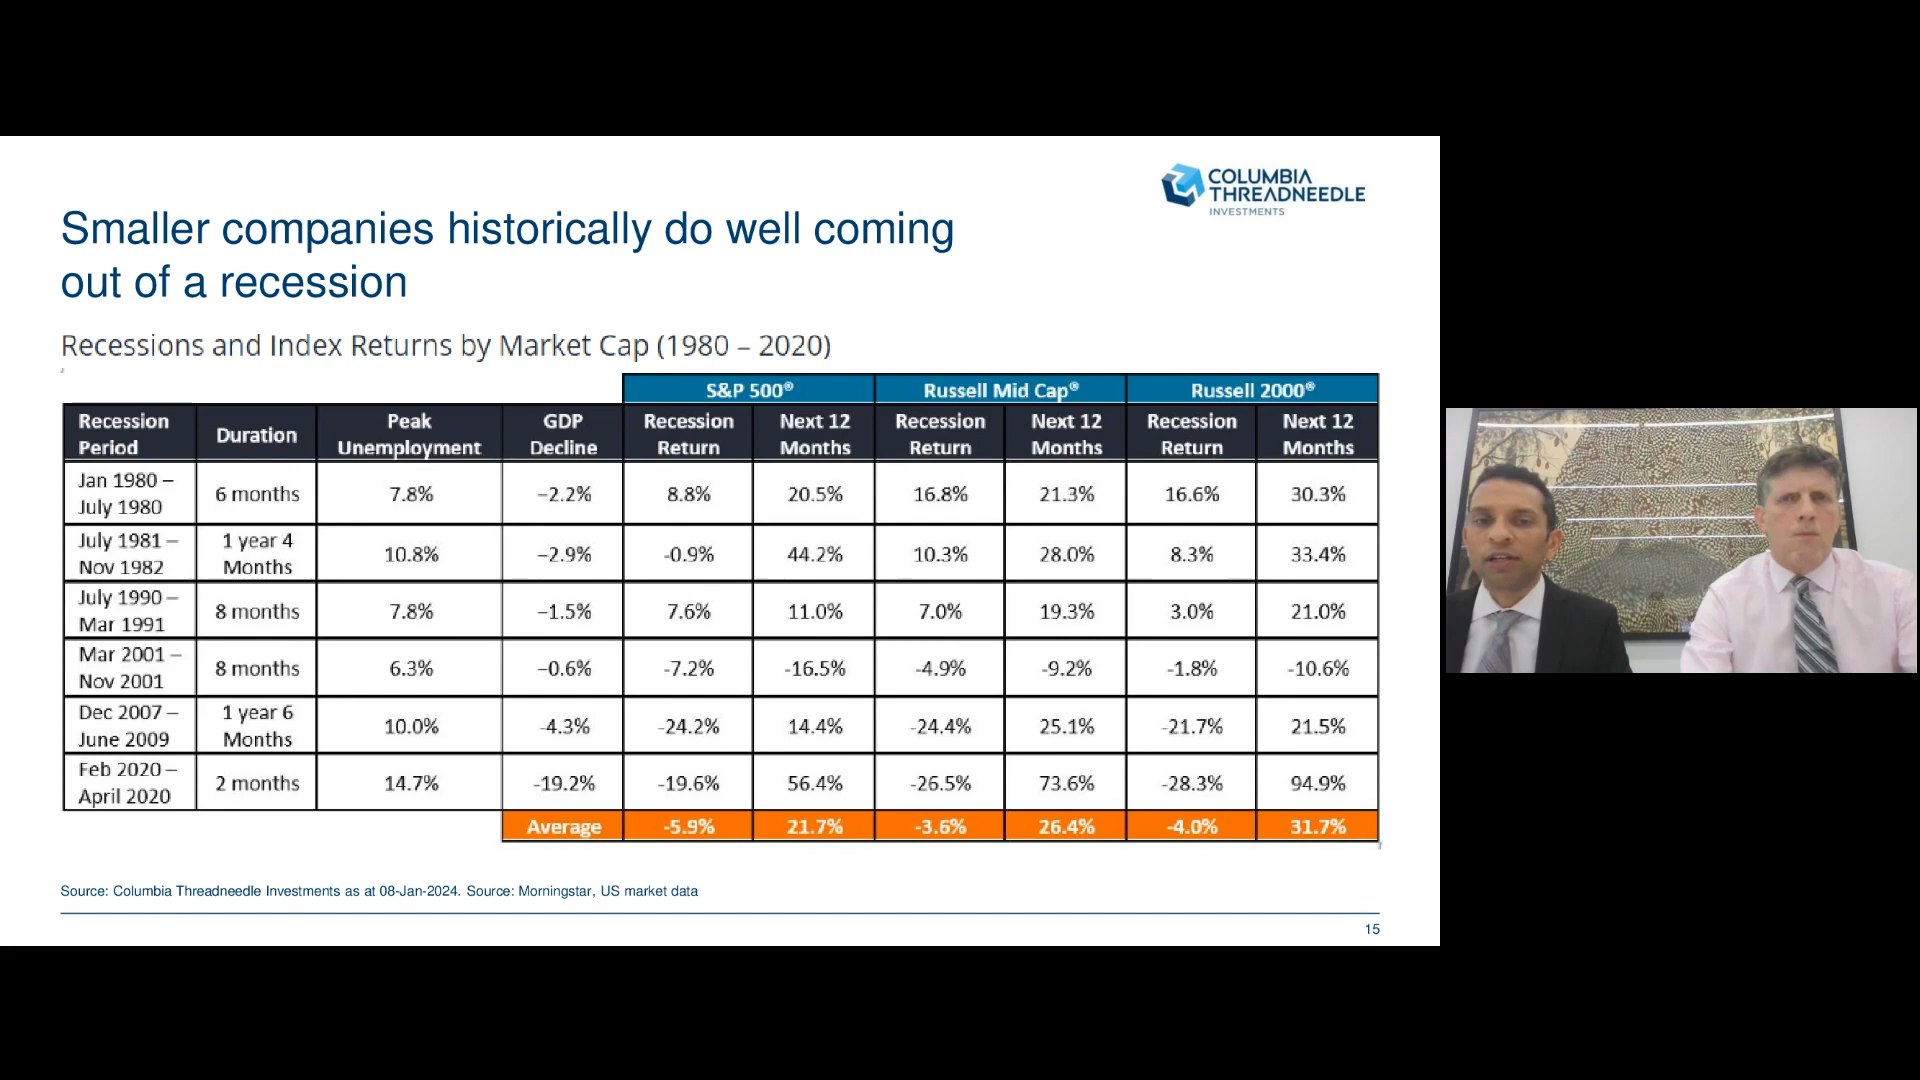 COLUMBIA
THREADNEEDLE
INVESTMENTS
Smaller companies historically do well coming
out of a recession
Recessions and Index Returns by Market Cap (1980 – 2020)
S&P 500® Russell Mid Cap® Russell 2000®
Recession Period Duration Peak Unemployment GDP Decline Recession Return Next 12 Months Recession Return Next 12 Months Recession Return Next 12 Months
Jan 1980 – July 1980 6 months 7.8% –2.2% 8.8% 20.5% 16.8% 21.3% 16.6% 30.3%
July 1981 – Nov 1982 1 year 4 Months 10.8% –2.9% -0.9% 44.2% 10.3% 28.0% 8.3% 33.4%
July 1990 – Mar 1991 8 months 7.8% –1.5% 7.6% 11.0% 7.0% 19.3% 3.0% 21.0%
Mar 2001 – Nov 2001 8 months 6.3% –0.6% -7.2% -16.5% -4.9% -9.2% -1.8% -10.6%
Dec 2007 – June 2009 1 year 6 Months 10.0% -4.3% -24.2% 14.4% -24.4% 25.1% -21.7% 21.5%
Feb 2020 – April 2020 2 months 14.7% -19.2% -19.6% 56.4% -26.5% 73.6% -28.3% 94.9%
Average -5.9% 21.7% -3.6% 26.4% -4.0% 31.7%
Source: Columbia Threadneedle Investments as at 08-Jan-2024. Source: Morningstar, US market data
15